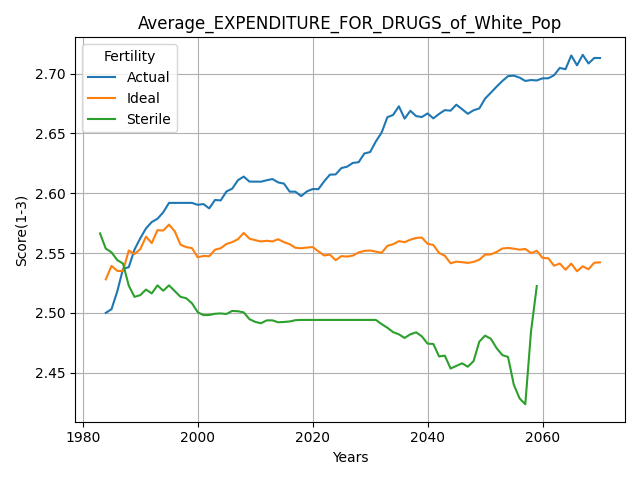 Average_EXPENDITURE_FOR_DRUGS_of_White_Pop
Fertility
Actual
Ideal
Sterile
Score(1-3)
2.70
2.65
2.60
2.55
2.50
2.45
1980
2000
2020
2040
2060
Years